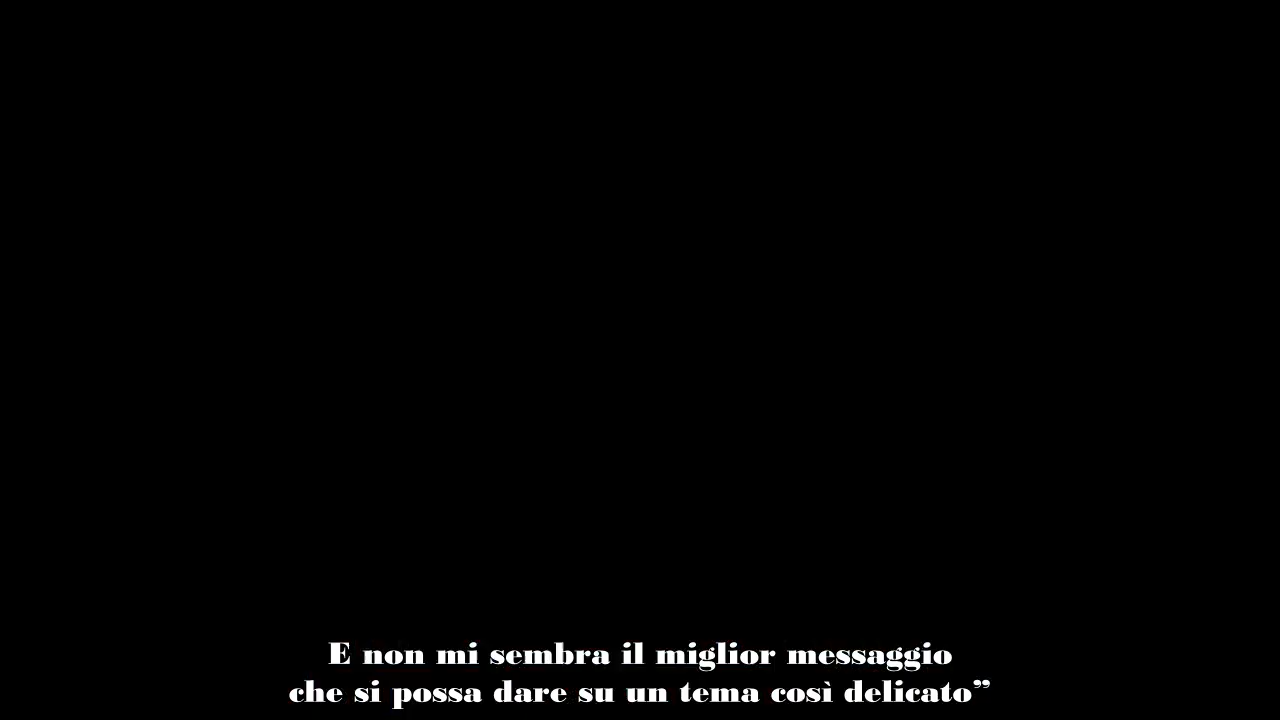 E non mi sembra il miglior messaggio
che si possa dare su un tema così delicato”